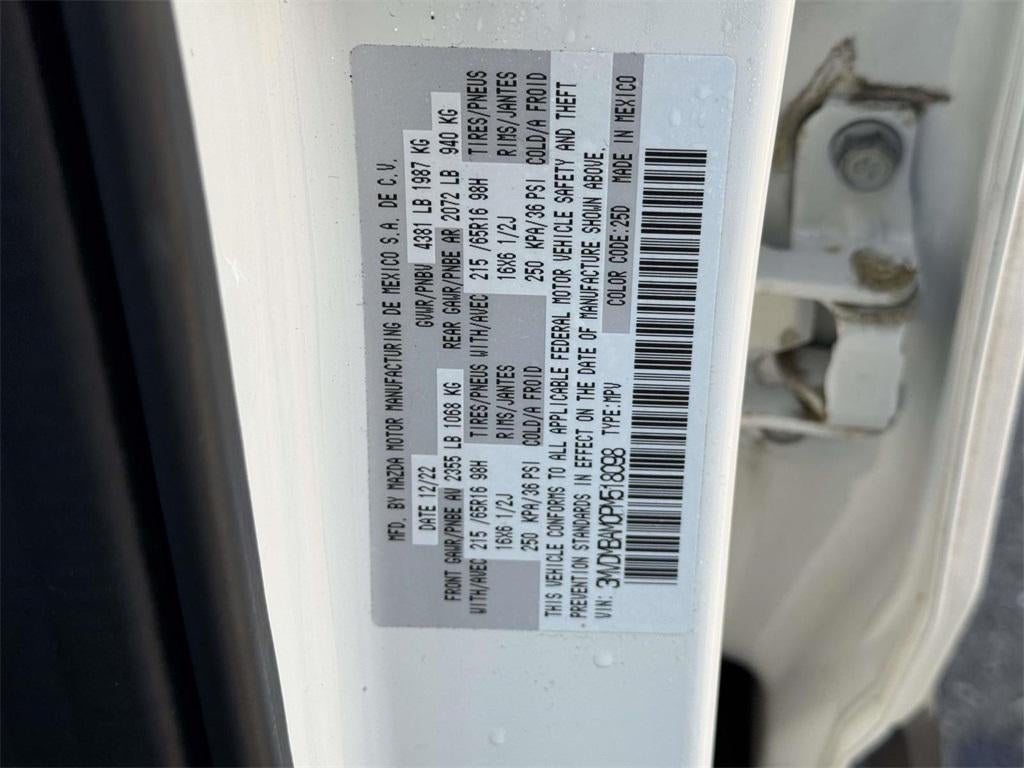 MFD. BY MAZDA MOTOR MANUFACTURING DE MEXICO S.A. DE C.V.
DATE 12/22 GVWR/PNBV 4381 LB 1987 KG
FRONT GAWR/PNBE AV 2355 LB 1068 KG REAR GAWR/PNBE AR 2072 LB 940 KG
WITH/AVEC 215 /65R16 98H TIRES/PNEUS WITH/AVEC 215 /65R16 98H TIRES/PNEUS
16X6 1/2J RIMS/JANTES 16X6 1/2J RIMS/JANTES
250 KPA/36 PSI COLD/A FROID 250 KPA/36 PSI COLD/A FROID
THIS VEHICLE CONFORMS TO ALL APPLICABLE FEDERAL MOTOR VEHICLE SAFETY AND THEFT
PREVENTION STANDARDS IN EFFECT ON THE DATE OF MANUFACTURE SHOWN ABOVE.
VIN: 3MVDMBAM0PM518098 TYPE:MPV COLOR CODE:25D MADE IN MEXICO